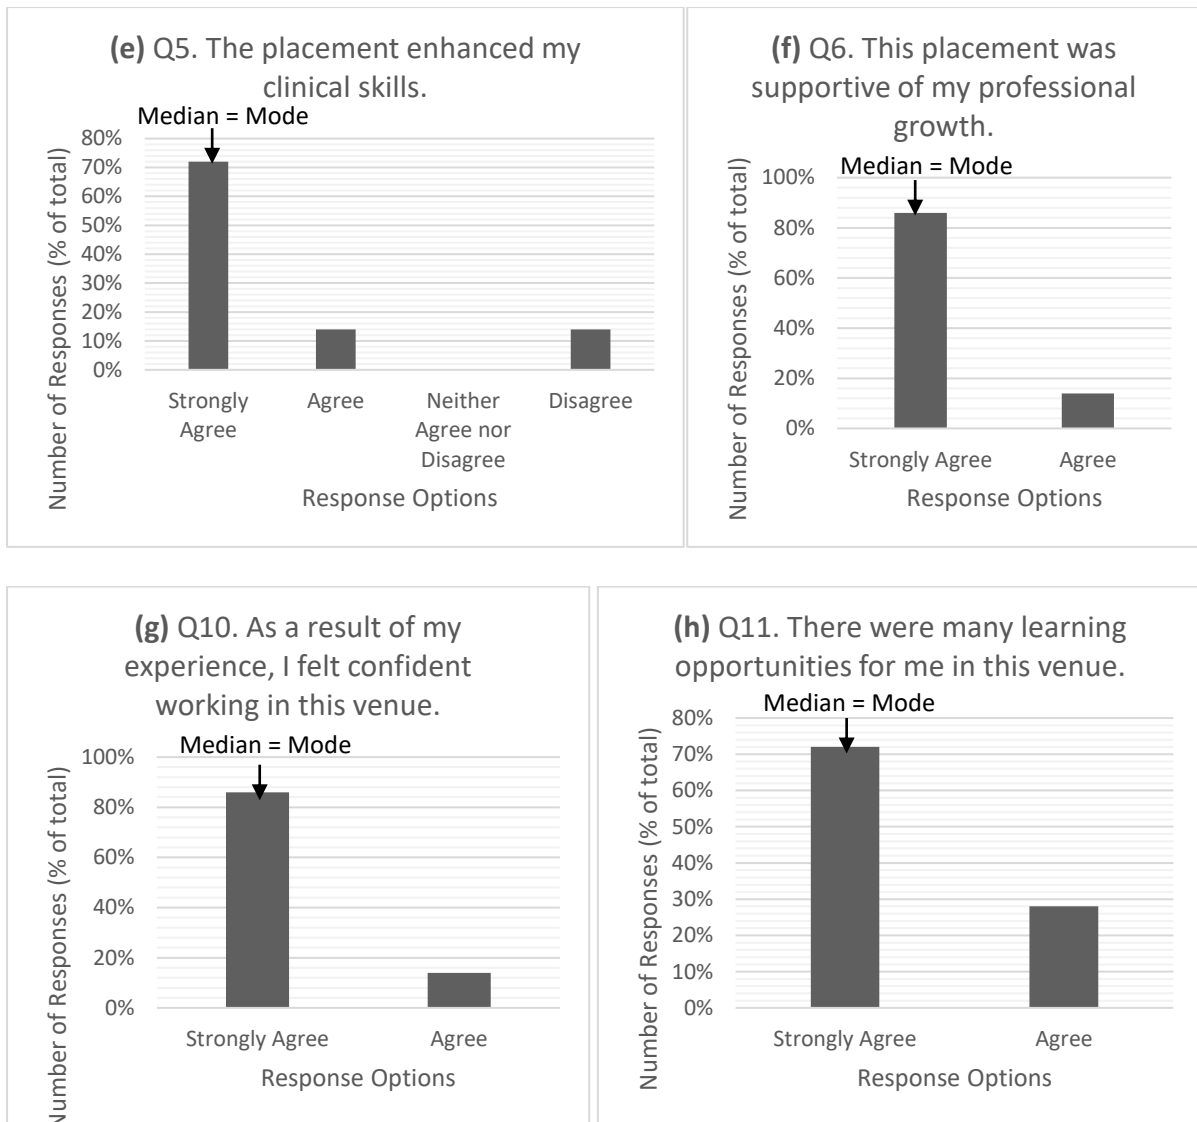 (e) Q5. The placement enhanced my
clinical skills.
Median = Mode
Number of Responses (% of total)
80%
70%
60%
50%
40%
30%
20%
10%
0%
Strongly
Agree
Agree
Neither
Agree nor
Disagree
Disagree
Response Options
(f) Q6. This placement was
supportive of my professional
growth.
Median = Mode
Number of Responses (% of total)
100%
80%
60%
40%
20%
0%
Strongly Agree
Agree
Response Options
(g) Q10. As a result of my
experience, I felt confident
working in this venue.
Median = Mode
Number of Responses (% of total)
100%
80%
60%
40%
20%
0%
Strongly Agree
Agree
Response Options
(h) Q11. There were many learning
opportunities for me in this venue.
Median = Mode
Number of Responses (% of total)
80%
70%
60%
50%
40%
30%
20%
10%
0%
Strongly Agree
Agree
Response Options